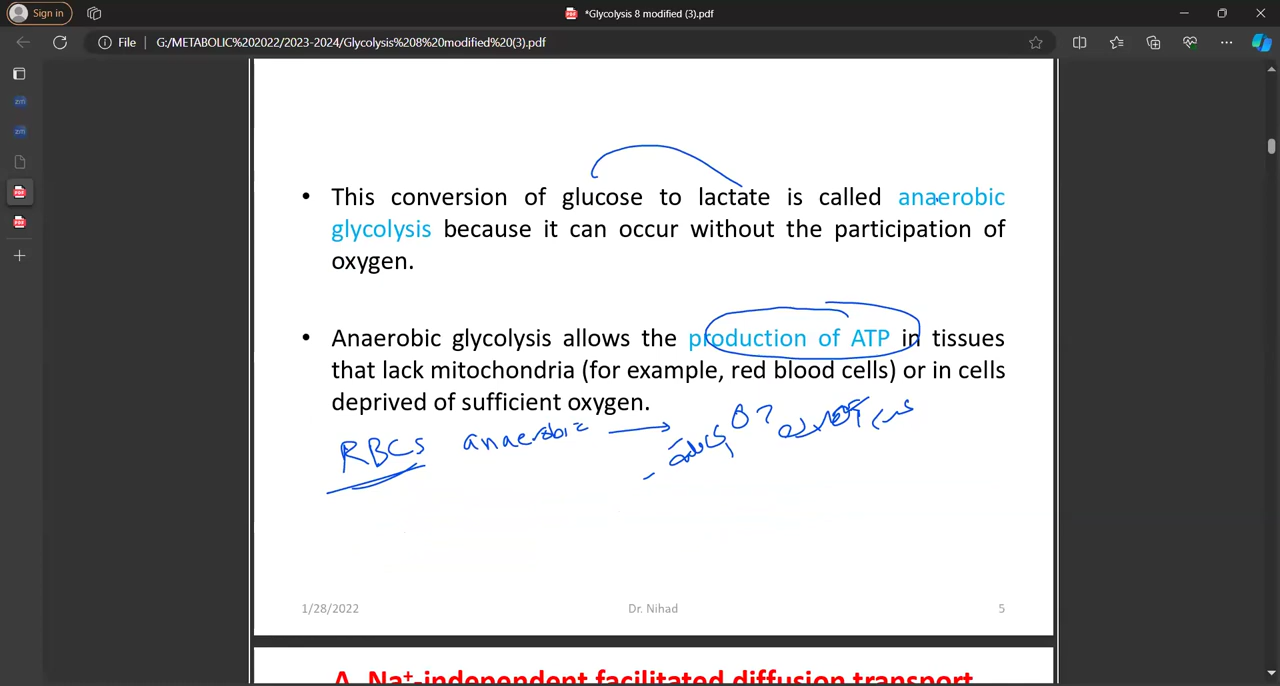 Sign in
*Glycolysis 8 modified (3).pdf
File G:/METABOLIC%202022/2023-2024/Glycolysis%208%20modified%20(3).pdf
• This conversion of glucose to lactate is called anaerobic
glycolysis because it can occur without the participation of
oxygen.
• Anaerobic glycolysis allows the production of ATP in tissues
that lack mitochondria (for example, red blood cells) or in cells
deprived of sufficient oxygen.
RBCs anaerobic
1/28/2022 Dr. Nihad 5
A. Na⁺-independent facilitated diffusion transport